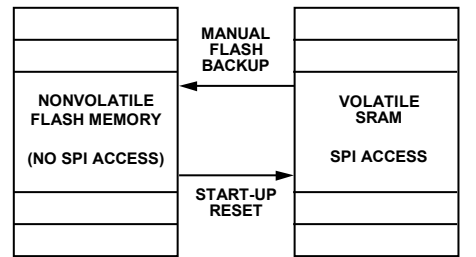 MANUAL
FLASH
BACKUP
NONVOLATILE
FLASH MEMORY
(NO SPI ACCESS)
VOLATILE
SRAM
SPI ACCESS
START-UP
RESET